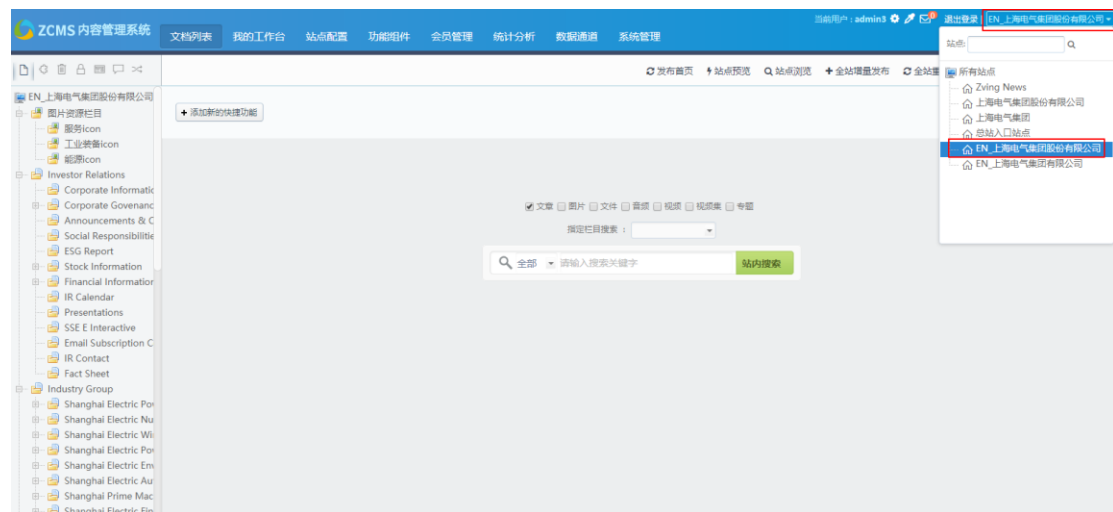 ZCMS 内容管理系统
文档列表 我的工作台 站点配置 功能组件 会员管理 统计分析 数据通道 系统管理
当前用户：admin3 退出登录 EN_上海电气集团股份有限公司
发布首页 站点预览 站点浏览 全站增量发布
站点:
所有站点
Zving News
上海电气集团股份有限公司
上海电气集团
总站入口站点
EN_上海电气集团股份有限公司
EN_上海电气集团有限公司
EN_上海电气集团股份有限公司
图片资源栏目
服务icon
工业装备icon
能源icon
Investor Relations
Corporate Informatic
Corporate Govenanc
Announcements & C
Social Responsibilitie
ESG Report
Stock Information
Financial Information
IR Calendar
Presentations
SSE E Interactive
Email Subscription C
IR Contact
Fact Sheet
Industry Group
Shanghai Electric Po
Shanghai Electric Nu
Shanghai Electric Wi
Shanghai Electric Po
Shanghai Electric En
Shanghai Electric Au
Shanghai Prime Mac
Shanghai Electric Fin
添加新的快捷功能
文章 图片 文件 音频 视频 视频集 专题
指定栏目搜索 ：
全部 请输入搜索关键字 站内搜索